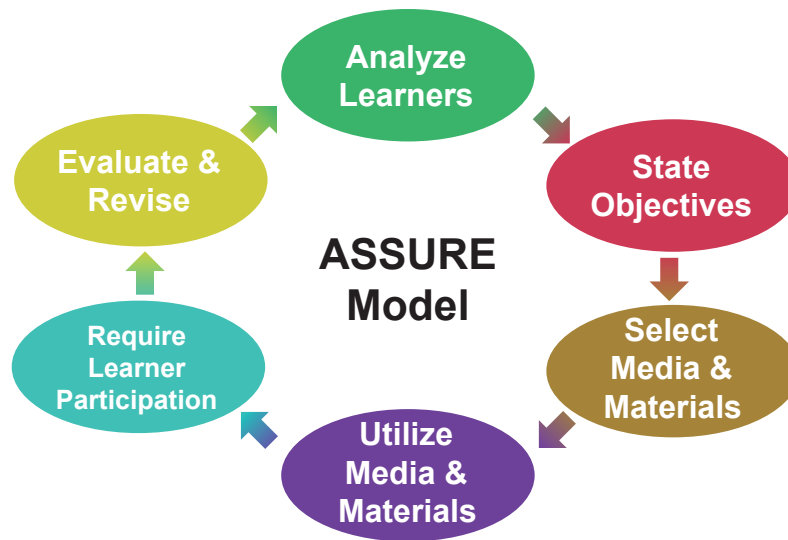 Analyze
Learners
State
Objectives
Select
Media &
Materials
Utilize
Media &
Materials
Require
Learner
Participation
Evaluate &
Revise
ASSURE
Model